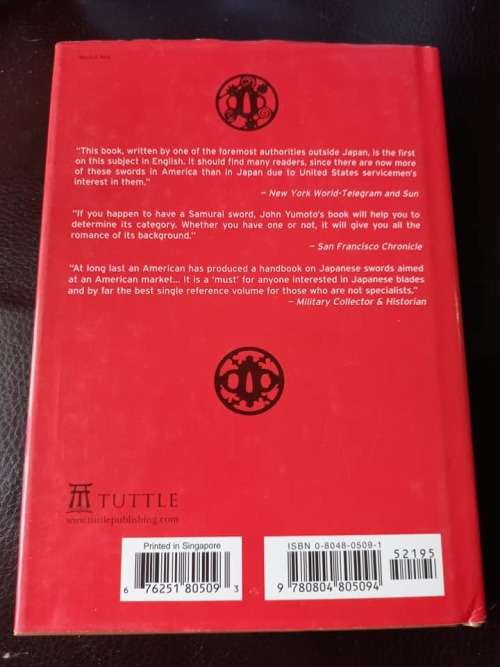 "This book, written by one of the foremost authorities outside Japan, is the first
on this subject in English. It should find many readers, since there are now more
of these swords in America than in Japan due to United States servicemen's
interest in them."
– New York World-Telegram and Sun
"If you happen to have a Samurai sword, John Yumoto's book will help you to
determine its category. Whether you have one or not, it will give you all the
romance of its background."
– San Francisco Chronicle
"At long last an American has produced a handbook on Japanese swords aimed
at an American market... It is a 'must' for anyone interested in Japanese blades
and by far the best single reference volume for those who are not specialists."
– Military Collector & Historian
TUTTLE
www.tuttlepublishing.com
Printed in Singapore
6 76251 80509 3
ISBN 0-8048-0509-1
52195
9 780804 805094